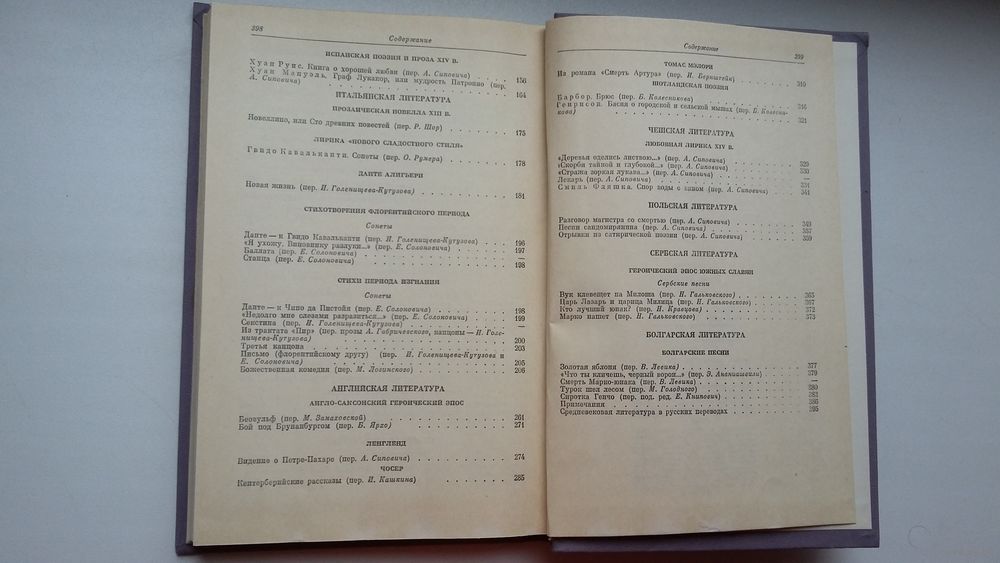 398
Содержание
ИСПАНСКАЯ ПОЭЗИЯ И ПРОЗА XIV В.
Хуан Руис. Книга о хорошей любви (пер. А. Сиповича) . . . . 156
Хуан Мануэль. Граф Луканор, или мудрость Патронио (пер.
А. Сиповича) . . . . . . . . . . 164
ИТАЛЬЯНСКАЯ ЛИТЕРАТУРА
ПРОЗАИЧЕСКАЯ НОВЕЛЛА XIII В.
Новеллино, или Сто древних повестей (пер. Р. Шор) . . . . . 175
ЛИРИКА «НОВОГО СЛАДОСТНОГО СТИЛЯ»
Гвидо Кавальканти. Сонеты (пер. О. Румера) . . . . . . 178
ДАНТЕ АЛИГЬЕРИ
Новая жизнь (пер. И. Голенищева-Кутузова) . . . . . . . 181
СТИХОТВОРЕНИЯ ФЛОРЕНТИЙСКОГО ПЕРИОДА
Сонеты
Данте — к Гвидо Кавальканти (пер. И. Голенищева-Кутузова) . . . . 196
«Я ухожу. Виновнику разлуки...» (пер. Е. Солоновича) . . . . 197
Баллата (пер. Е. Солоновича) . . . . . . . . . —
Станца (пер. Е. Солоновича) . . . . . . . . . 198
СТИХИ ПЕРИОДА ИЗГНАНИЯ
Сонеты
Данте — к Чино да Пистойя (пер. Е. Солоновича) . . . . . 198
«Недолго мне слезами разразиться...» (пер. Е. Солоновича) . . . . 199
Секстина (пер. И. Голенищева-Кутузова) . . . . . . . —
Из трактата «Пир» (пер. прозы А. Габричевского, канцоны — И. Голе-
нищева-Кутузова) . . . . . . . . . . 200
Третья канцона . . . . . . . . . . . 203
Письмо (флорентийскому другу) (пер. И. Голенищева-Кутузова и
Е. Солоновича) . . . . . . . . . . . 205
Божественная комедия (пер. М. Лозинского) . . . . . . 206
АНГЛИЙСКАЯ ЛИТЕРАТУРА
АНГЛО-САКСОНСКИЙ ГЕРОИЧЕСКИЙ ЭПОС
Беовульф (пер. М. Замаховской) . . . . . . . . 261
Бой под Брунанбургом (пер. Б. Ярхо) . . . . . . . 271
ЛЕНГЛЕНД
Видение о Петре-Пахаре (пер. А. Сиповича) . . . . . . . 274
ЧОСЕР
Кентерберийские рассказы (пер. И. Кашкина) . . . . . . 285
Содержание
399
ТОМАС МЭЛОРИ
Из романа «Смерть Артура» (пер. И. Бернштейн) . . . . . 310
ШОТЛАНДСКАЯ ПОЭЗИЯ
Барбор. Брюс (пер. Б. Колесникова) . . . . . . 316
Генрисон. Басня о городской и сельской мышах (пер. Б. Колесни-
кова) . . . . . . . . . . . . 321
ЧЕШСКАЯ ЛИТЕРАТУРА
ЛЮБОВНАЯ ЛИРИКА XIV В.
«Деревья оделись листвою...» (пер. А. Сиповича) . . . . . 329
«Скорби тайной и глубокой...» (пер. А. Сиповича) . . . . . 330
«Стража зоркая лукава...» (пер. А. Сиповича) . . . . . . —
Лекарь (пер. А. Сиповича) . . . . . . . . . 331
Смиль Фляшка. Спор воды с вином (пер. А. Сиповича) . . . . 341
ПОЛЬСКАЯ ЛИТЕРАТУРА
Разговор магистра со смертью (пер. А. Сиповича) . . . . . 349
Песни сандомирянина (пер. А. Сиповича) . . . . . . 357
Отрывки из сатирической поэзии (пер. А. Сиповича) . . . . . 359
СЕРБСКАЯ ЛИТЕРАТУРА
ГЕРОИЧЕСКИЙ ЭПОС ЮЖНЫХ СЛАВЯН
Сербские песни
Вук клевещет на Милоша (пер. Н. Гальковского) . . . . . 365
Царь Лазарь и царица Милица (пер. Н. Гальковского) . . . . 367
Кто лучший юнак? (пер. Н. Кравцова) . . . . . . . 372
Марко пашет (пер. Н. Гальковского) . . . . . . . 373
БОЛГАРСКАЯ ЛИТЕРАТУРА
БОЛГАРСКИЕ ПЕСНИ
Золотая яблоня (пер. В. Левика) . . . . . . . . 377
«Что ты кличешь, черный ворон...» (пер. Э. Ананиашвили) . . . . 379
Смерть Марко-юнака (пер. В. Левика) . . . . . . . —
Турок шел лесом (пер. М. Голодного) . . . . . . . 380
Сиротка Генчо (пер. под. ред. Е. Книпович) . . . . . . 383
Примечания . . . . . . . . . . . 386
Средневековая литература в русских переводах . . . . . . 395